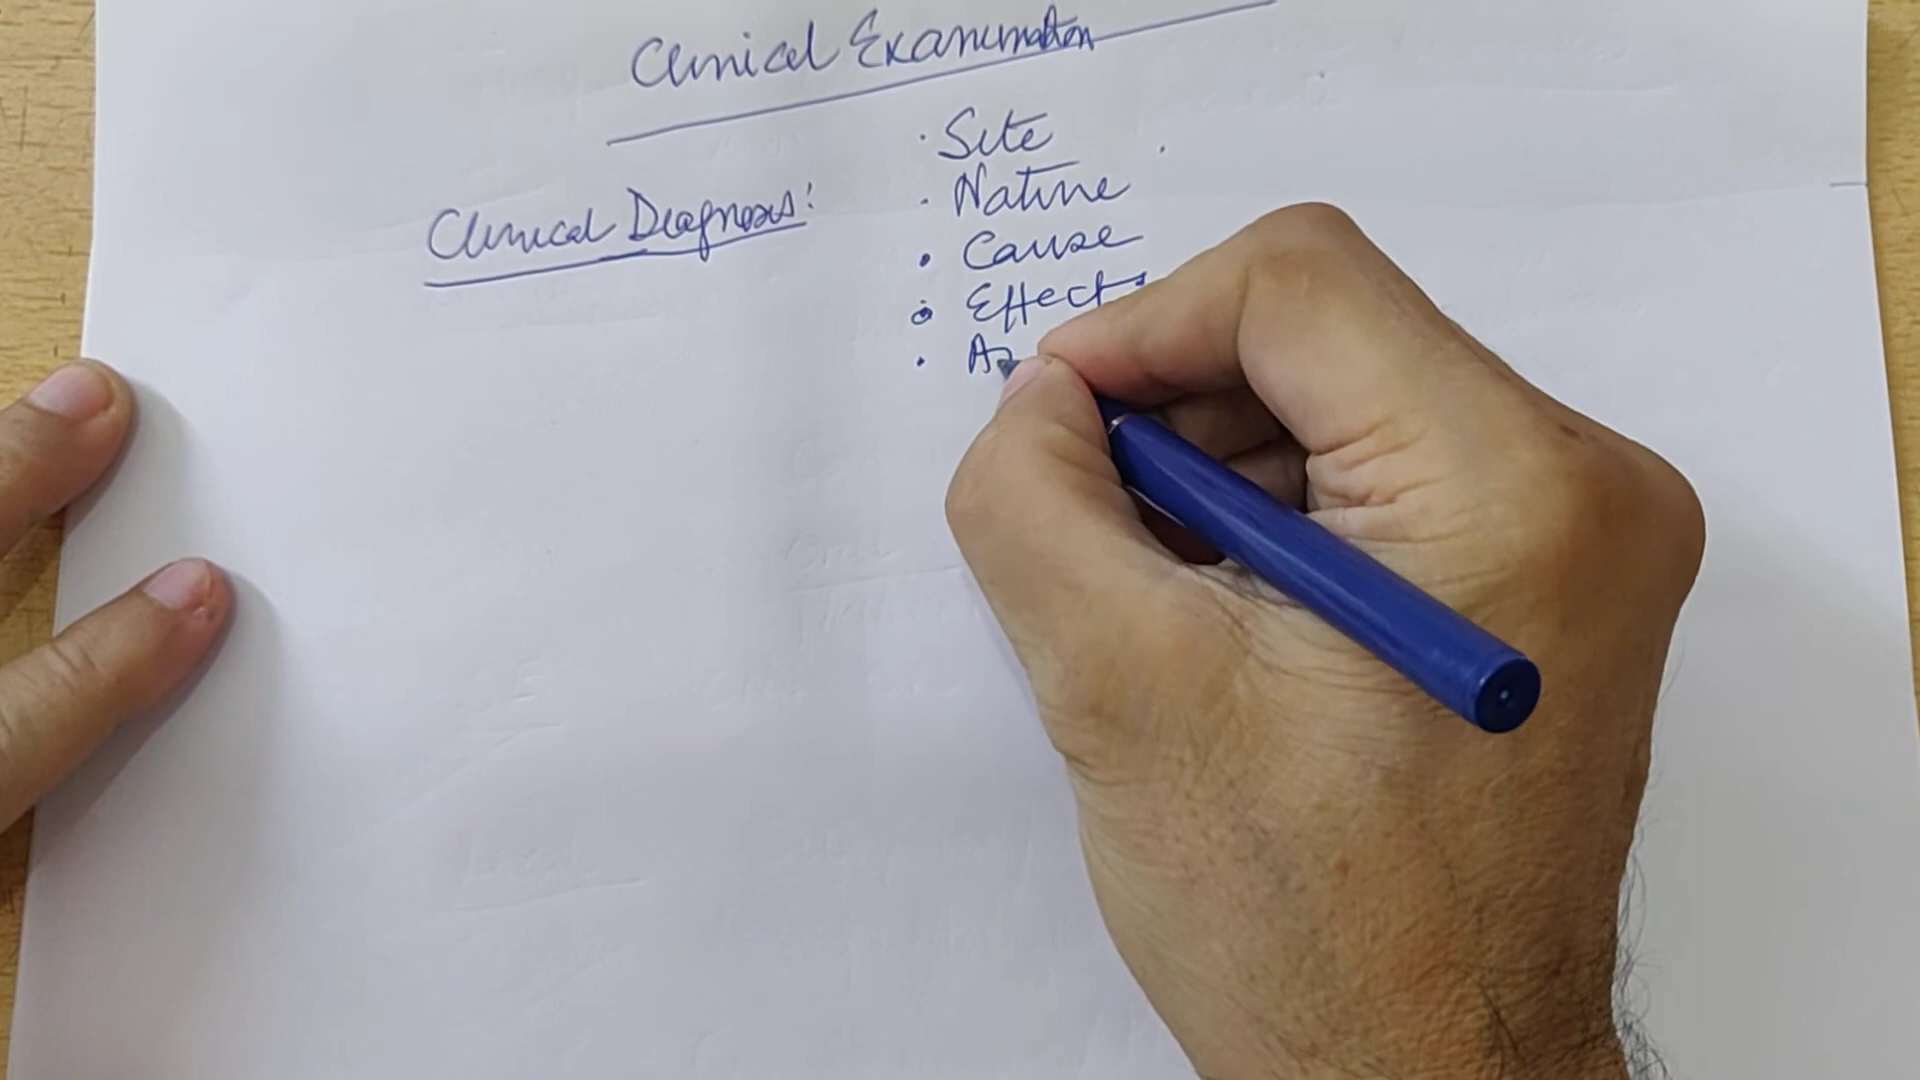 Clinical Examination
Clinical Diagnosis:
· Site
· Nature
• Cause
• Effects
•